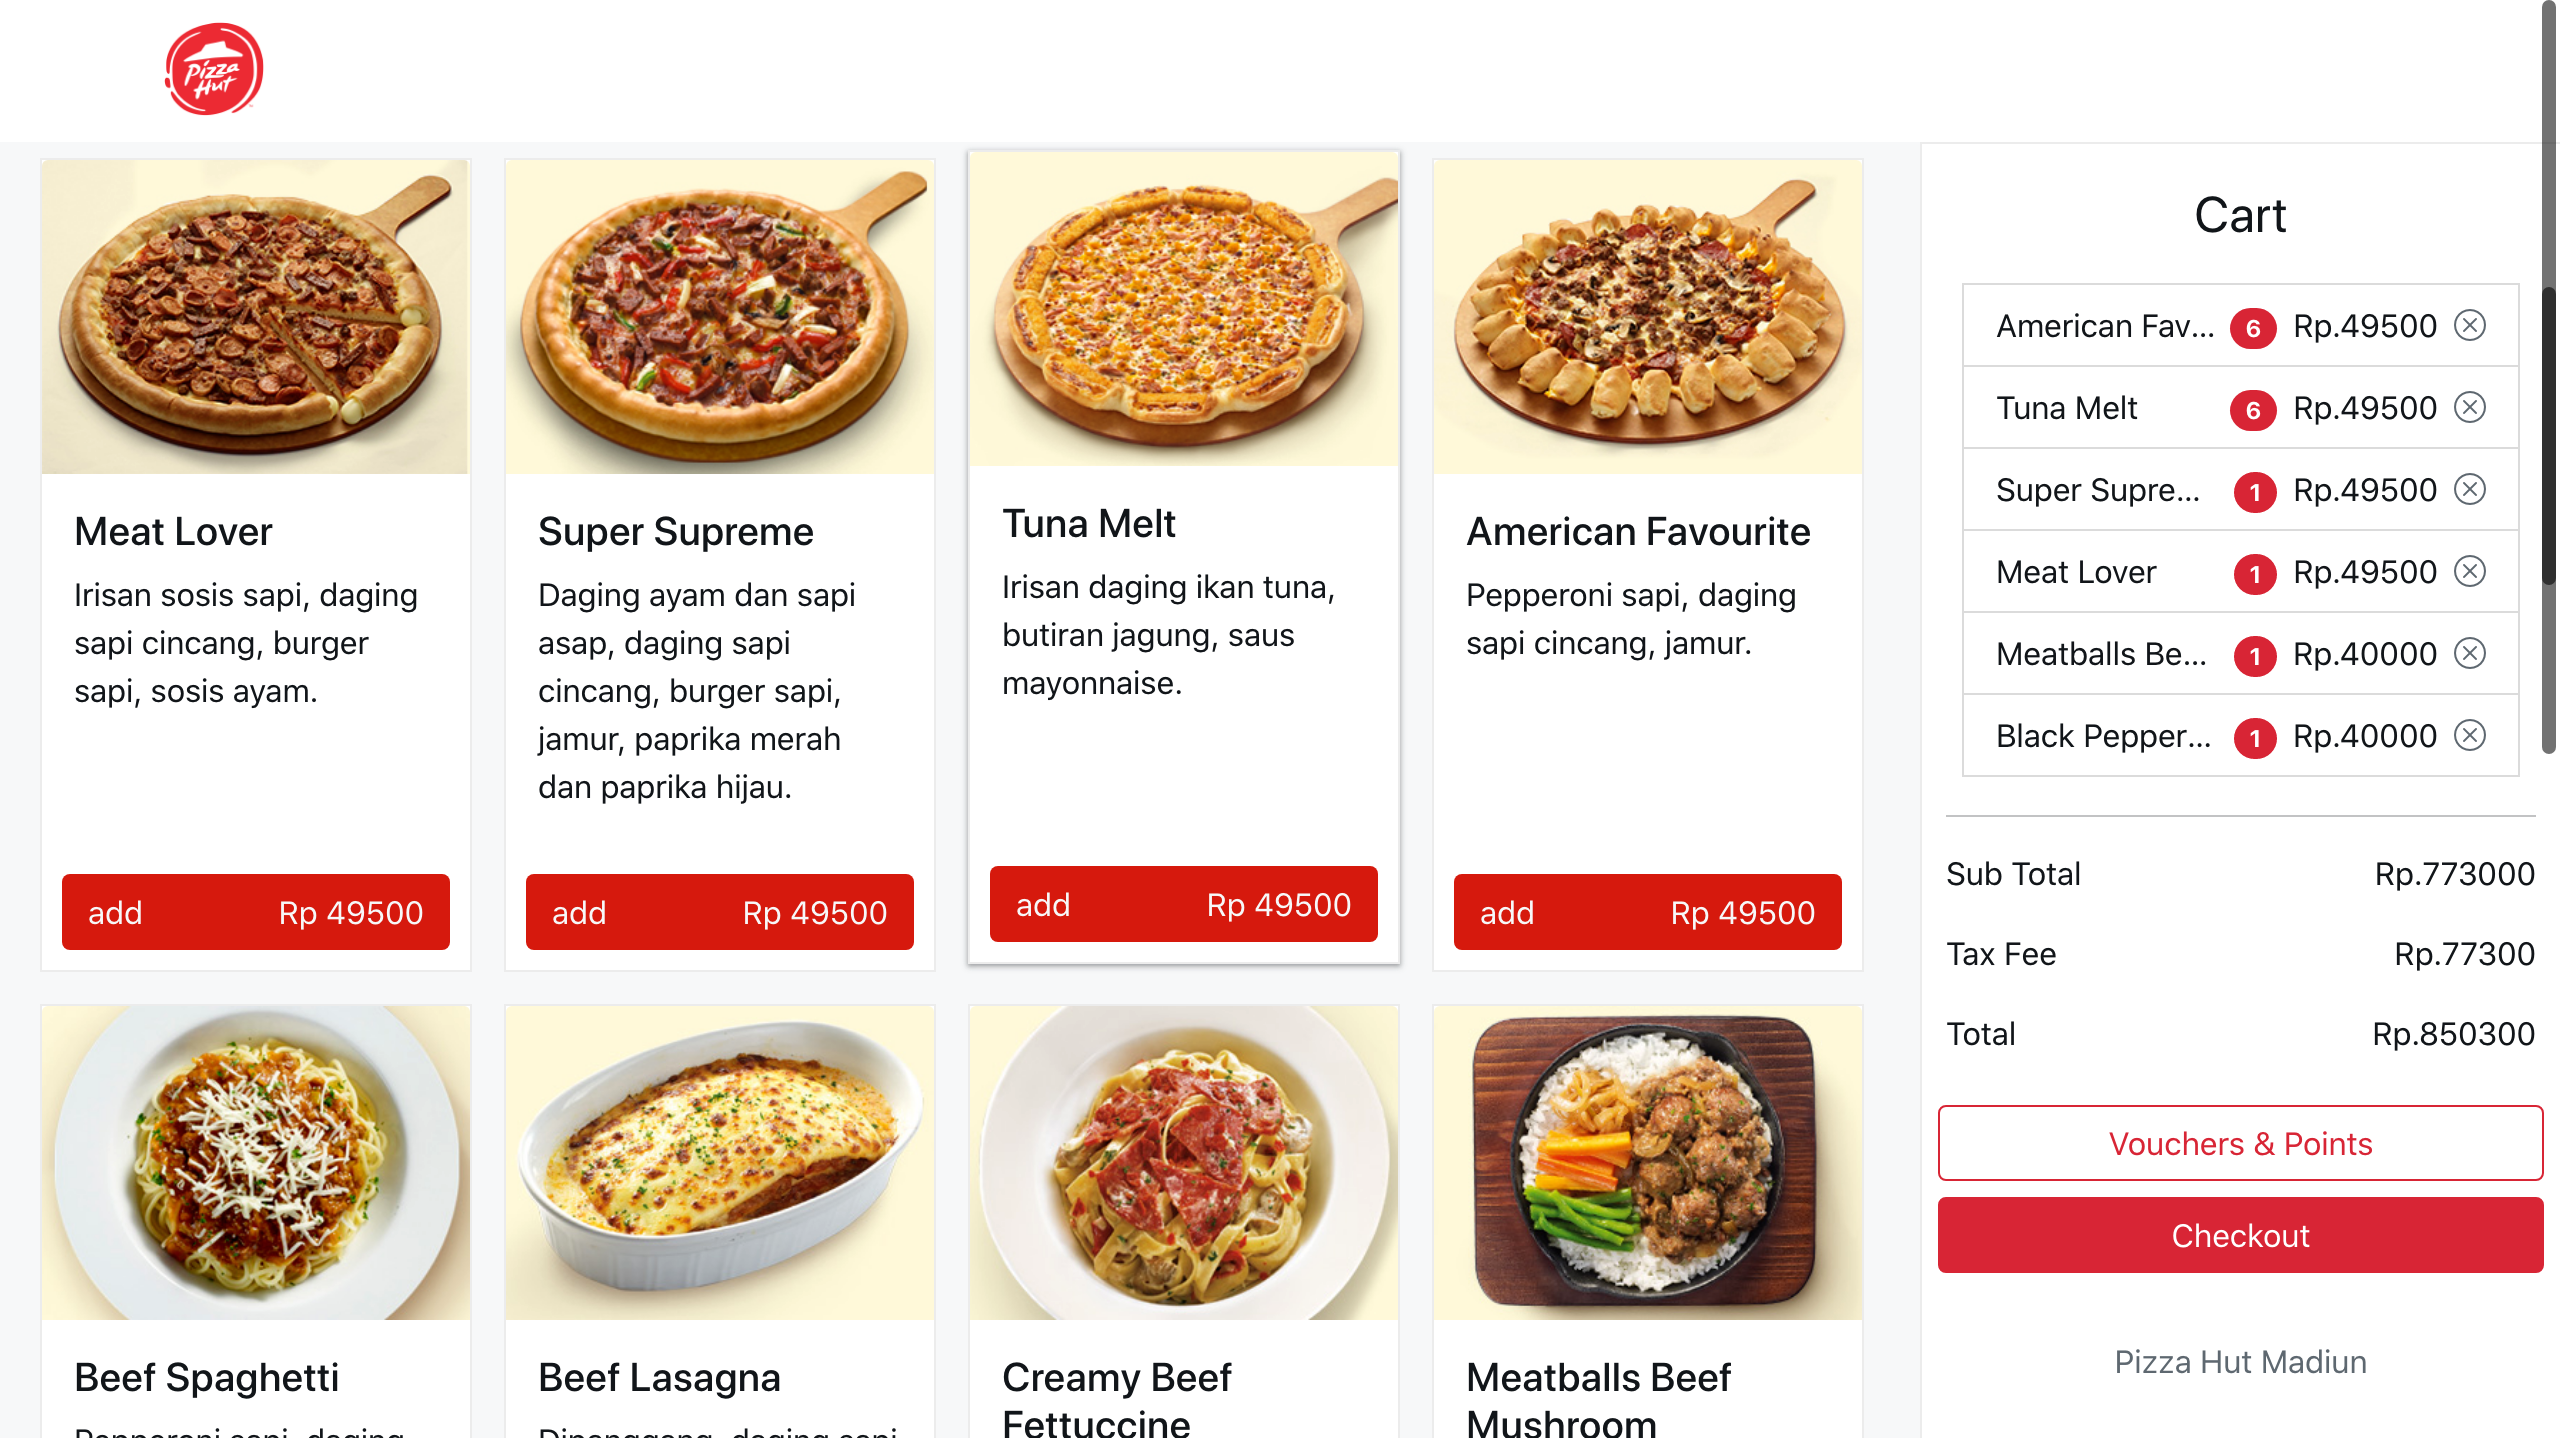 Pizza
Hut
Meat Lover
Irisan sosis sapi, daging
sapi cincang, burger
sapi, sosis ayam.
add Rp 49500
Super Supreme
Daging ayam dan sapi
asap, daging sapi
cincang, burger sapi,
jamur, paprika merah
dan paprika hijau.
add Rp 49500
Tuna Melt
Irisan daging ikan tuna,
butiran jagung, saus
mayonnaise.
add Rp 49500
American Favourite
Pepperoni sapi, daging
sapi cincang, jamur.
add Rp 49500
Beef Spaghetti
Pepperoni sapi, daging
Beef Lasagna
Dipanggang, daging sapi
Creamy Beef
Fettuccine
Meatballs Beef
Mushroom
Cart
American Fav... 6 Rp.49500
Tuna Melt 6 Rp.49500
Super Supre... 1 Rp.49500
Meat Lover 1 Rp.49500
Meatballs Be... 1 Rp.40000
Black Pepper... 1 Rp.40000
Sub Total Rp.773000
Tax Fee Rp.77300
Total Rp.850300
Vouchers & Points
Checkout
Pizza Hut Madiun